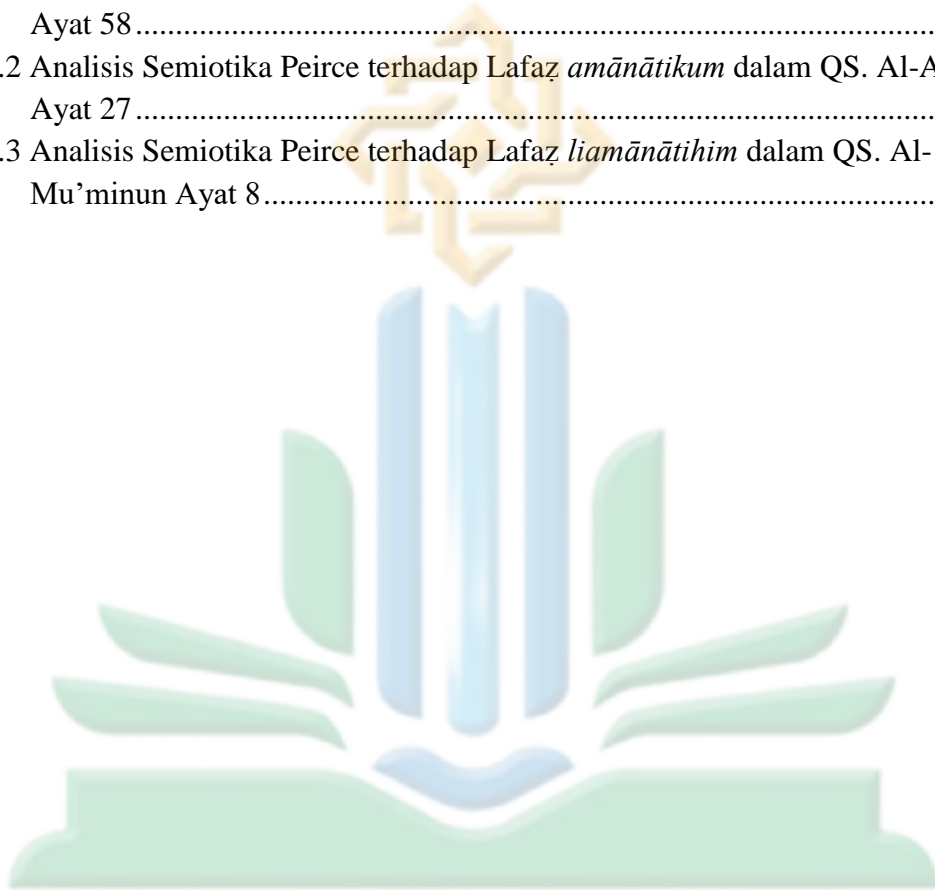 Ayat 58
.2 Analisis Semiotika Peirce terhadap Lafaẓ amānātikum dalam QS. Al-A
Ayat 27
.3 Analisis Semiotika Peirce terhadap Lafaẓ liamānātihim dalam QS. Al-
Mu’minun Ayat 8